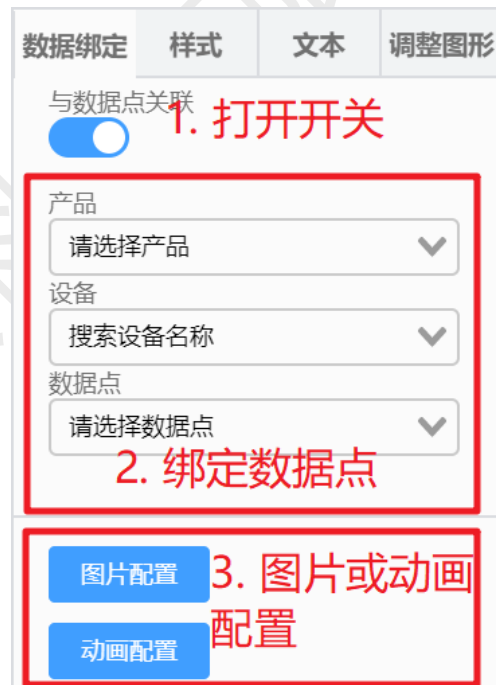 数据绑定 样式 文本 调整图形
与数据点关联
1. 打开开关
产品
请选择产品
设备
搜索设备名称
数据点
请选择数据点
2. 绑定数据点
图片配置
3. 图片或动画
配置
动画配置